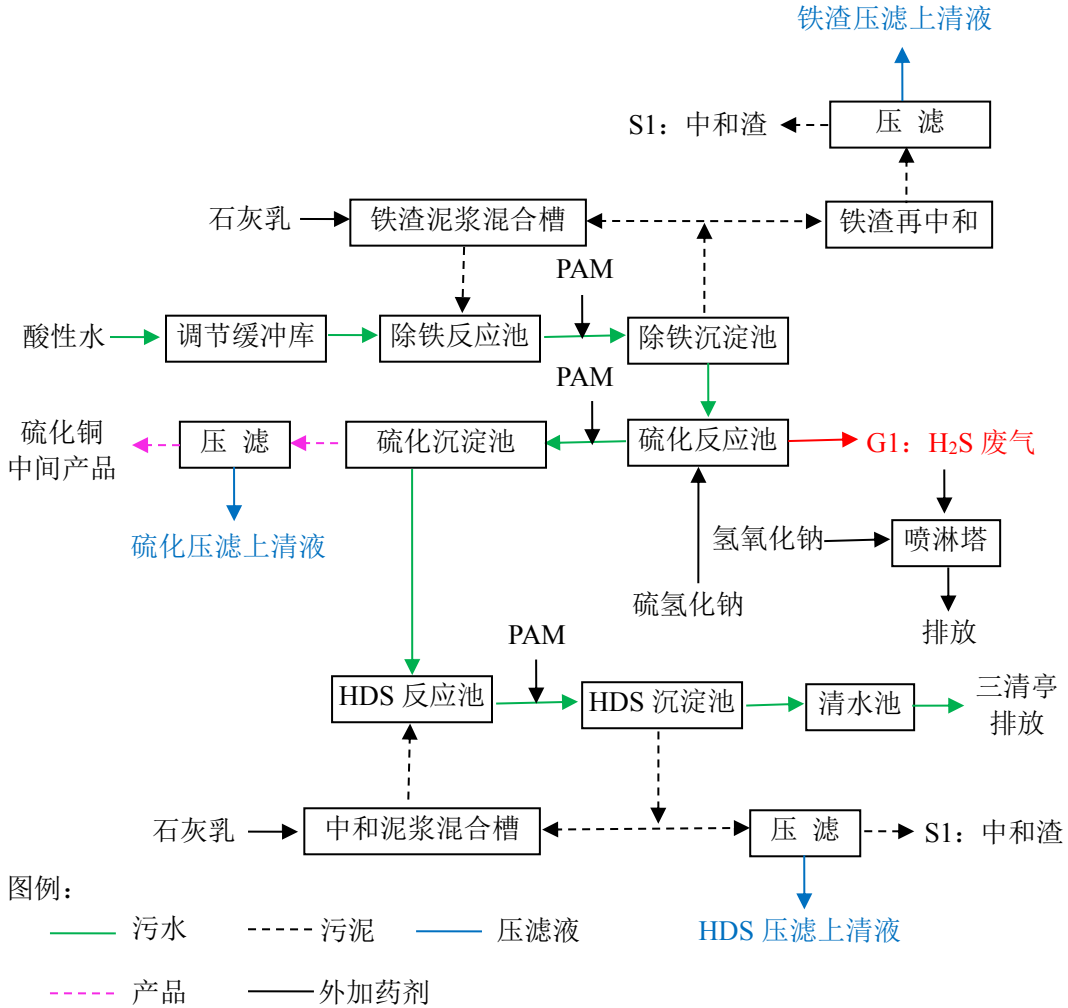 铁渣压滤上清液
S1：中和渣
压 滤
石灰乳
铁渣泥浆混合槽
铁渣再中和
PAM
酸性水
调节缓冲库
除铁反应池
除铁沉淀池
PAM
硫化铜
中间产品
压 滤
硫化沉淀池
硫化反应池
G1：H₂S 废气
硫化压滤上清液
氢氧化钠
喷淋塔
硫氢化钠
排放
PAM
HDS 反应池
HDS 沉淀池
清水池
三清亭
排放
石灰乳
中和泥浆混合槽
压 滤
S1：中和渣
图例：
污水
污泥
压滤液
HDS 压滤上清液
产品
外加药剂